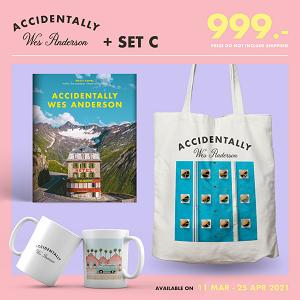 ACCIDENTALLY
Wes Anderson
+ SET C
999.-
PRICE DO NOT INCLUDE SHIPPING
ACCIDENTALLY
WES ANDERSON
HOTEL
ACCIDENTALLY
Wes Anderson
ACCIDENTALLY
Wes Anderson
AVAILABLE ON 11 MAR - 25 APR 2021